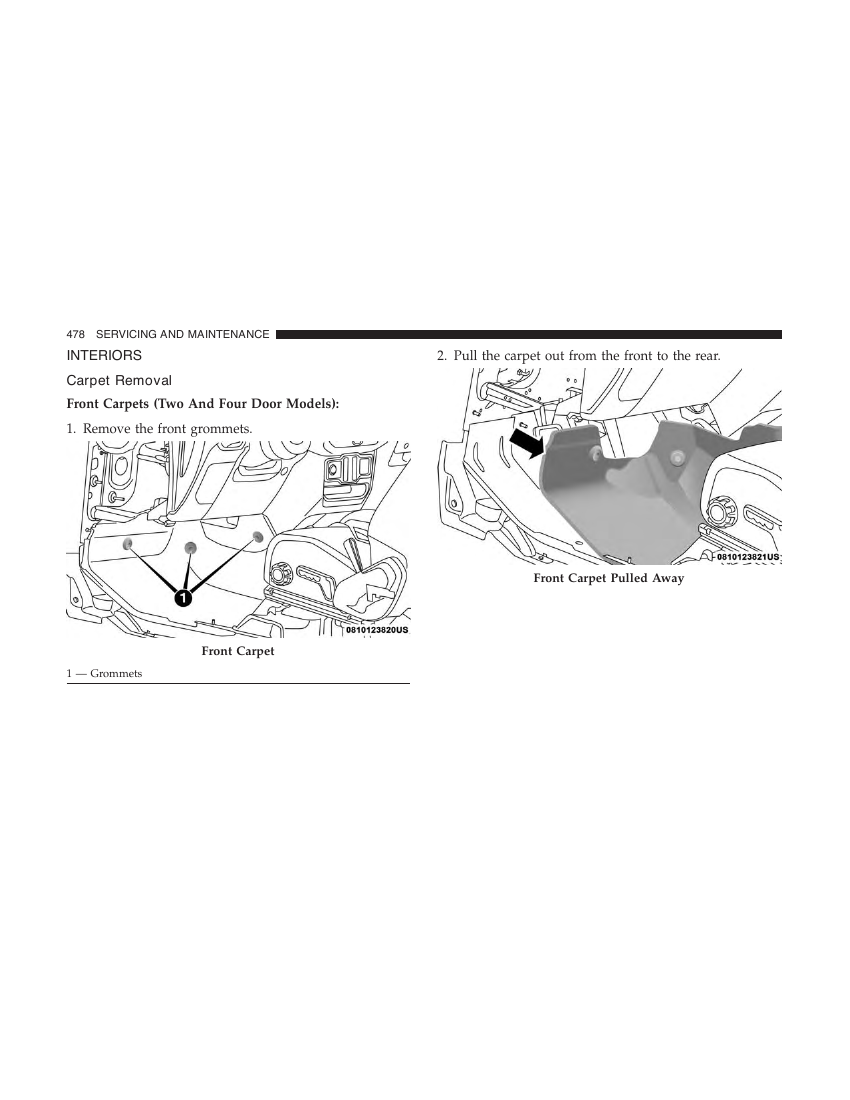 478 SERVICING AND MAINTENANCE
INTERIORS
Carpet Removal
Front Carpets (Two And Four Door Models):
1. Remove the front grommets.
1
0810123820US
Front Carpet
1 — Grommets
2. Pull the carpet out from the front to the rear.
0810123821US
Front Carpet Pulled Away